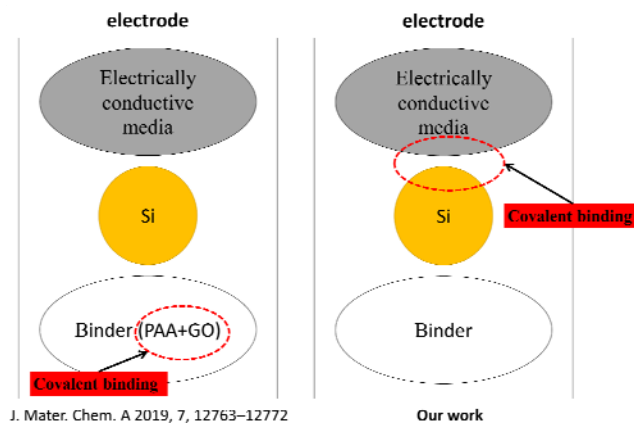 electrode
Electrically
conductive
media
Si
Binder (PAA+GO)
Covalent binding
J. Mater. Chem. A 2019, 7, 12763–12772
electrode
Electrically
conductive
media
Si
Covalent binding
Binder
Our work